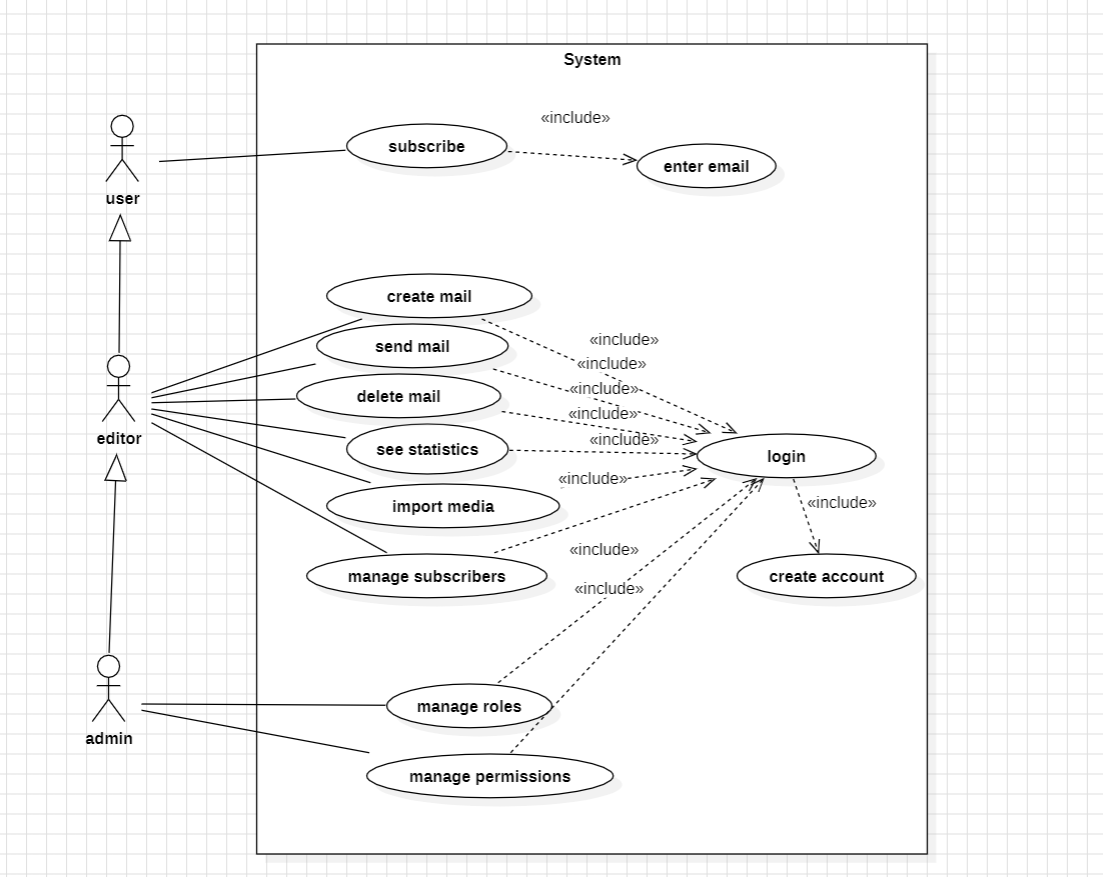 System
«include»
subscribe
enter email
user
create mail
«include»
send mail
«include»
delete mail
«include»
«include»
editor
see statistics
«include»
login
«include»
import media
«include»
manage subscribers
«include»
create account
«include»
manage roles
admin
manage permissions